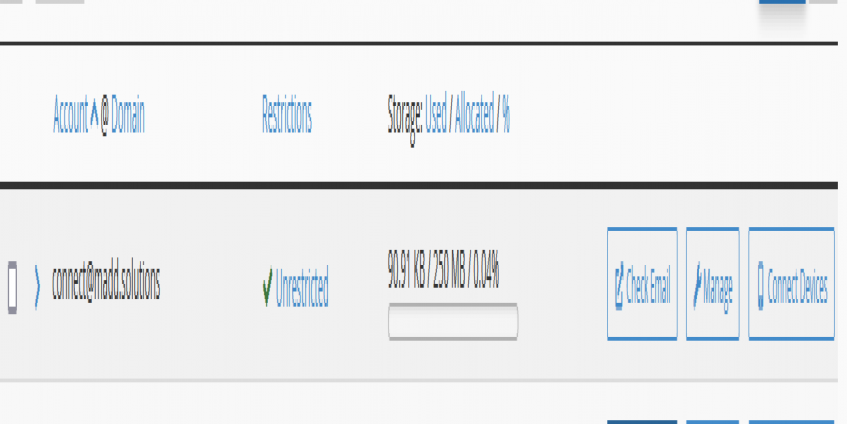 Account ^ @ Domain Restrictions Storage: Used / Allocated / %
connect@madd.solutions Unrestricted 90.91 KB / 250 MB / 0.04% Check Email Manage Connect Devices